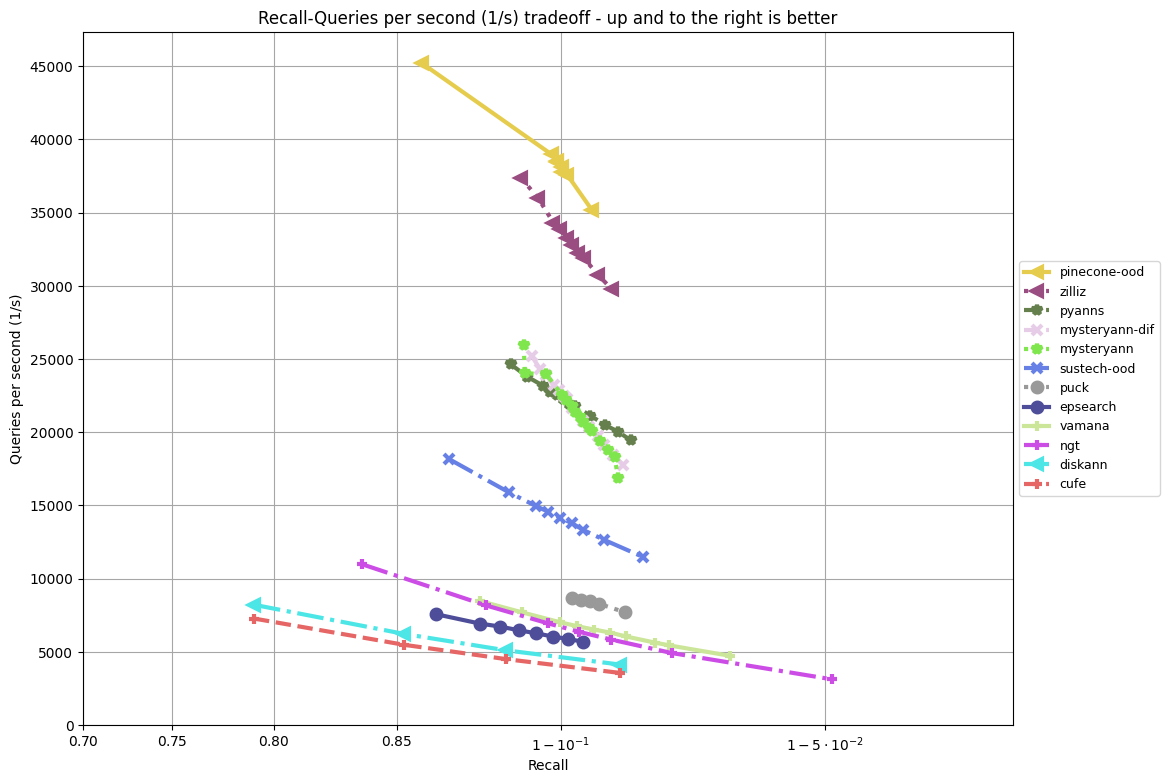 Recall-Queries per second (1/s) tradeoff - up and to the right is better
Queries per second (1/s)
45000
40000
35000
30000
25000
20000
15000
10000
5000
0
0.70 0.75 0.80 0.85 1 − 10⁻¹ 1 − 5 · 10⁻²
Recall
pinecone-ood
zilliz
pyanns
mysteryann-dif
mysteryann
sustech-ood
puck
epsearch
vamana
ngt
diskann
cufe